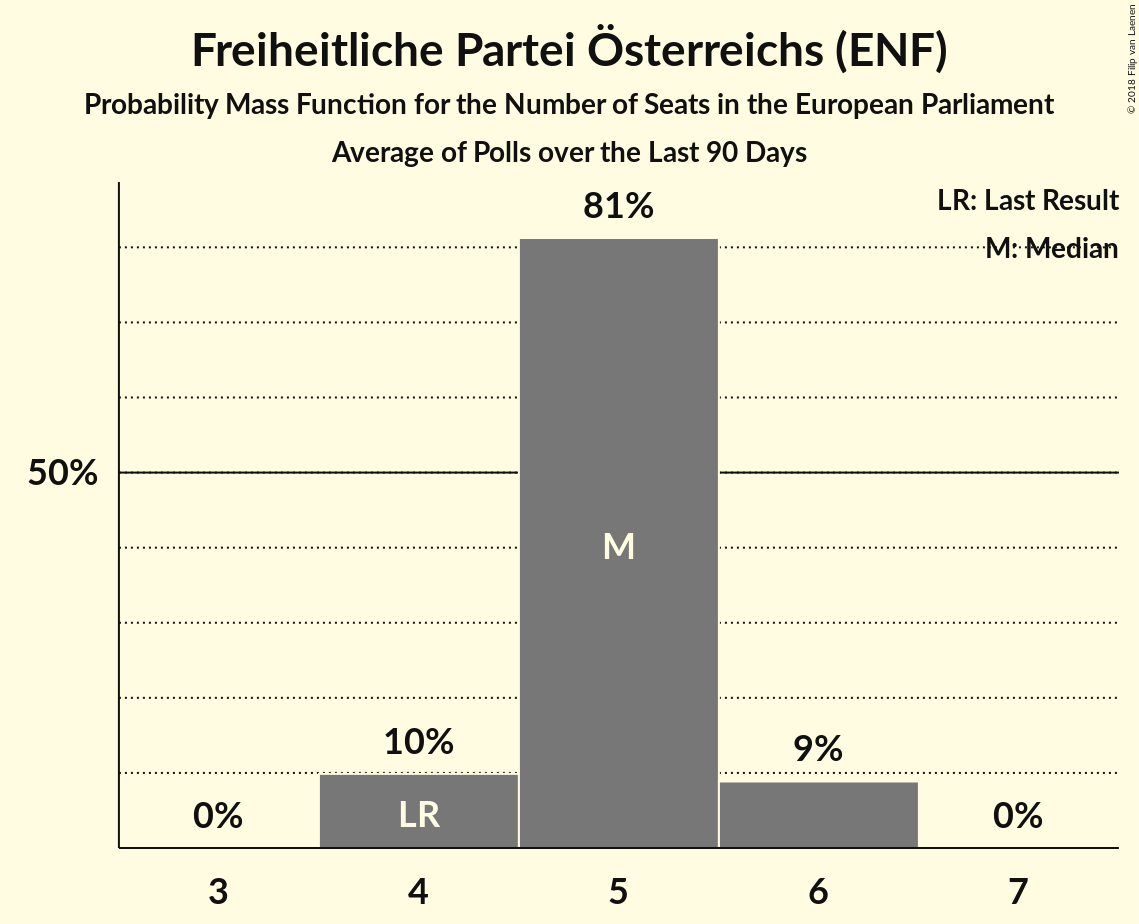 Freiheitliche Partei Österreichs (ENF)
Probability Mass Function for the Number of Seats in the European Parliament
Average of Polls over the Last 90 Days
© 2018 Filip van Laenen
LR: Last Result
M: Median
81%
50%
M
10%
9%
0%
LR
0%
3
4
5
6
7